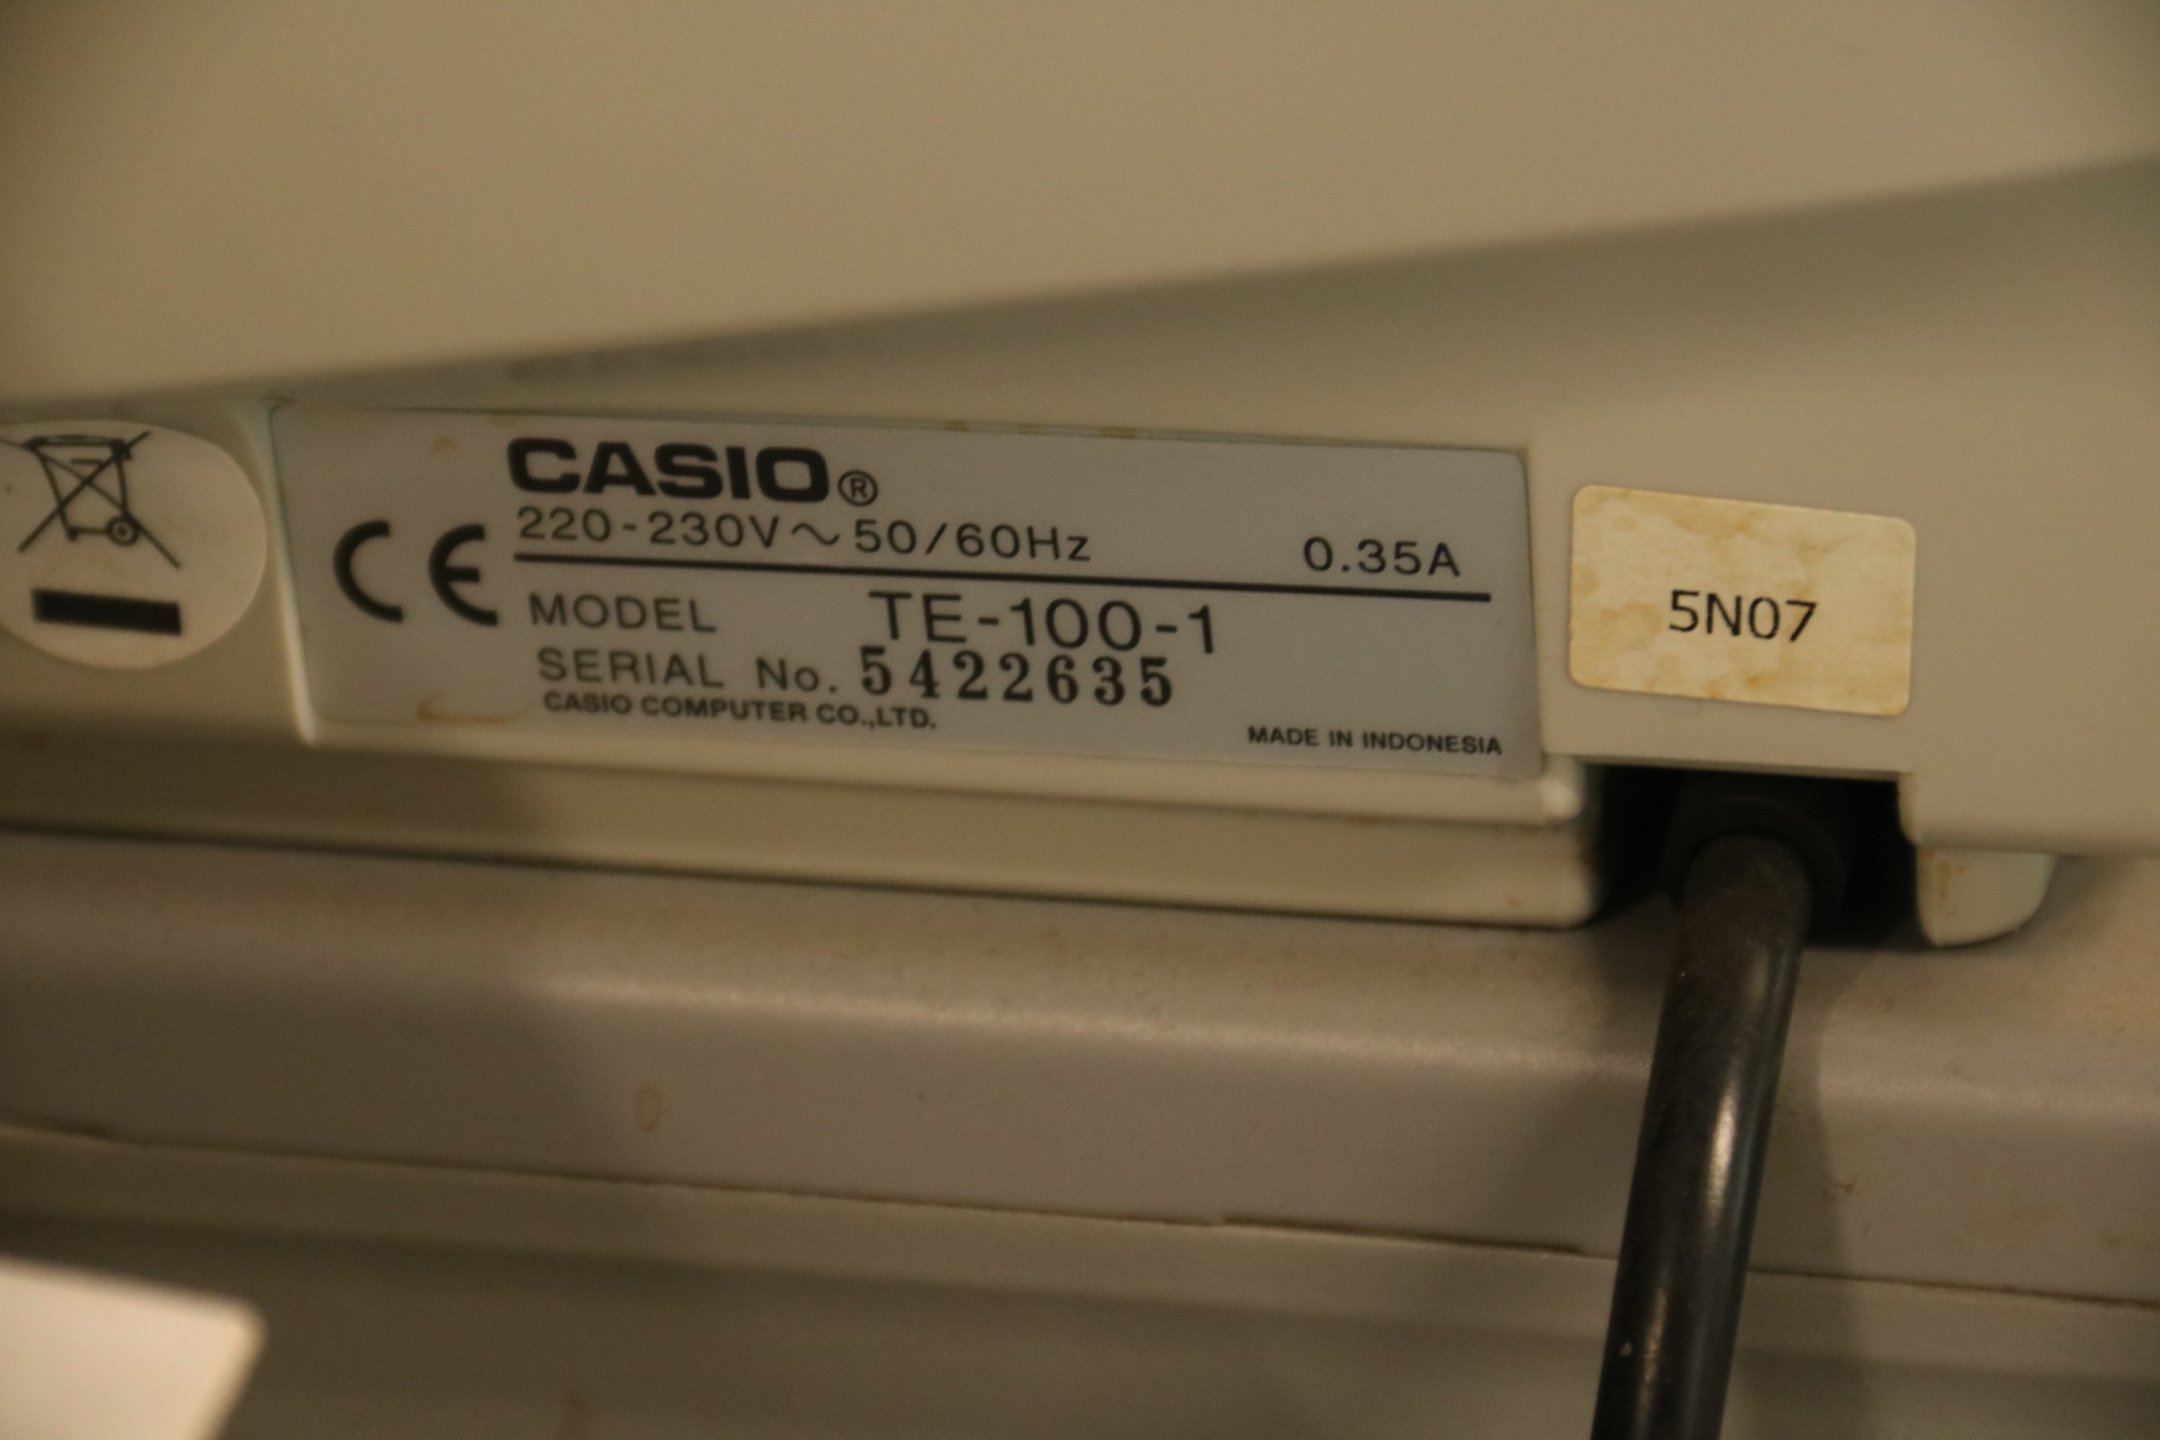 CASIO®
220-230V～50/60Hz 0.35A
CE
MODEL TE-100-1
SERIAL No. 5422635
CASIO COMPUTER CO.,LTD.
MADE IN INDONESIA
5N07